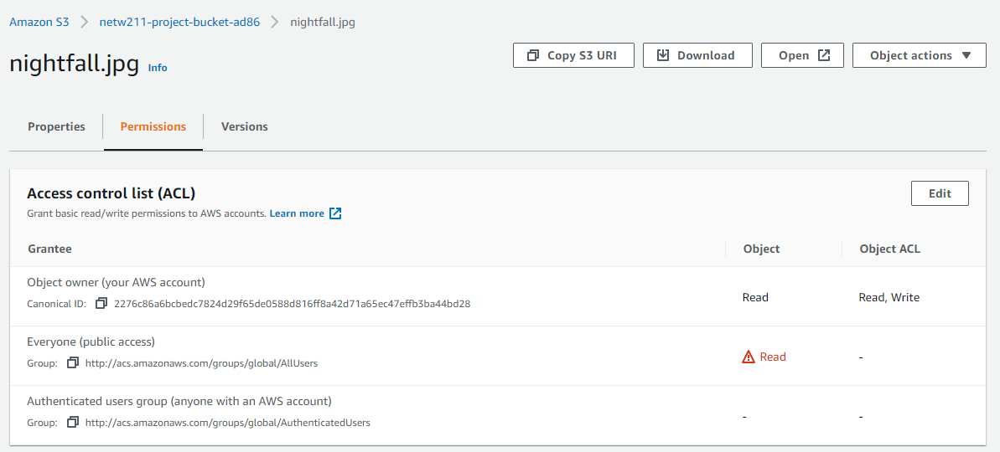 Amazon S3 > netw211-project-bucket-ad86 > nightfall.jpg
nightfall.jpg Info
Copy S3 URI Download Open Object actions
Properties Permissions Versions
Access control list (ACL)
Edit
Grant basic read/write permissions to AWS accounts. Learn more
Grantee Object Object ACL
Object owner (your AWS account)
Canonical ID: 2276c86a6bcbedc7824d29f65de0588d816ff8a42d71a65ec47effb3ba44bd28
Read Read, Write
Everyone (public access)
Group: http://acs.amazonaws.com/groups/global/AllUsers
Read -
Authenticated users group (anyone with an AWS account)
Group: http://acs.amazonaws.com/groups/global/AuthenticatedUsers
- -